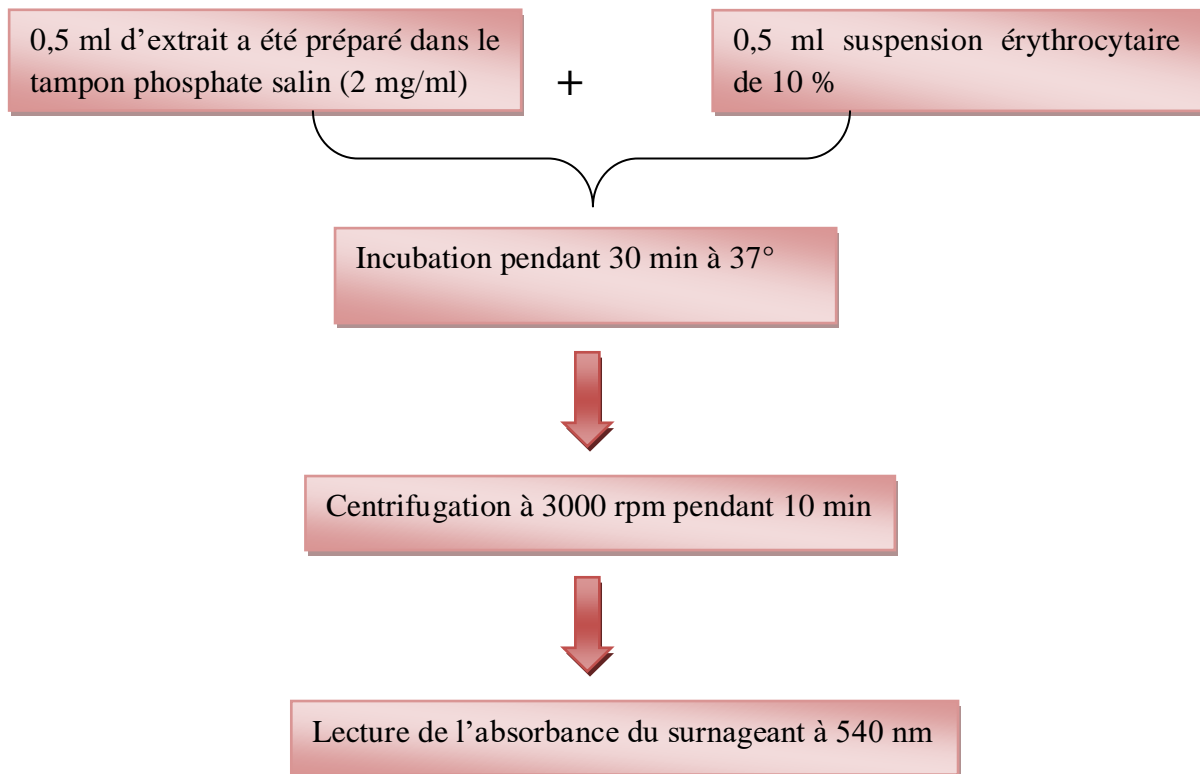 0,5 ml d’extrait a été préparé dans le
tampon phosphate salin (2 mg/ml)
+
0,5 ml suspension érythrocytaire
de 10 %
Incubation pendant 30 min à 37°
Centrifugation à 3000 rpm pendant 10 min
Lecture de l’absorbance du surnageant à 540 nm